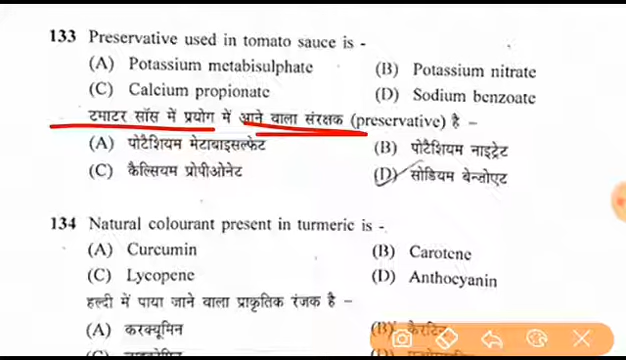 133 Preservative used in tomato sauce is -
(A) Potassium metabisulphate (B) Potassium nitrate
(C) Calcium propionate (D) Sodium benzoate
टमाटर सॉस में प्रयोग में आने वाला संरक्षक (preservative) है –
(A) पोटैशियम मेटाबाइसल्फेट (B) पोटैशियम नाइट्रेट
(C) कैल्सियम प्रोपीओनेट (D) सोडियम बेन्जोएट
134 Natural colourant present in turmeric is -
(A) Curcumin (B) Carotene
(C) Lycopene (D) Anthocyanin
हल्दी में पाया जाने वाला प्राकृतिक रंजक है –
(A) करक्यूमिन (B)
(C)